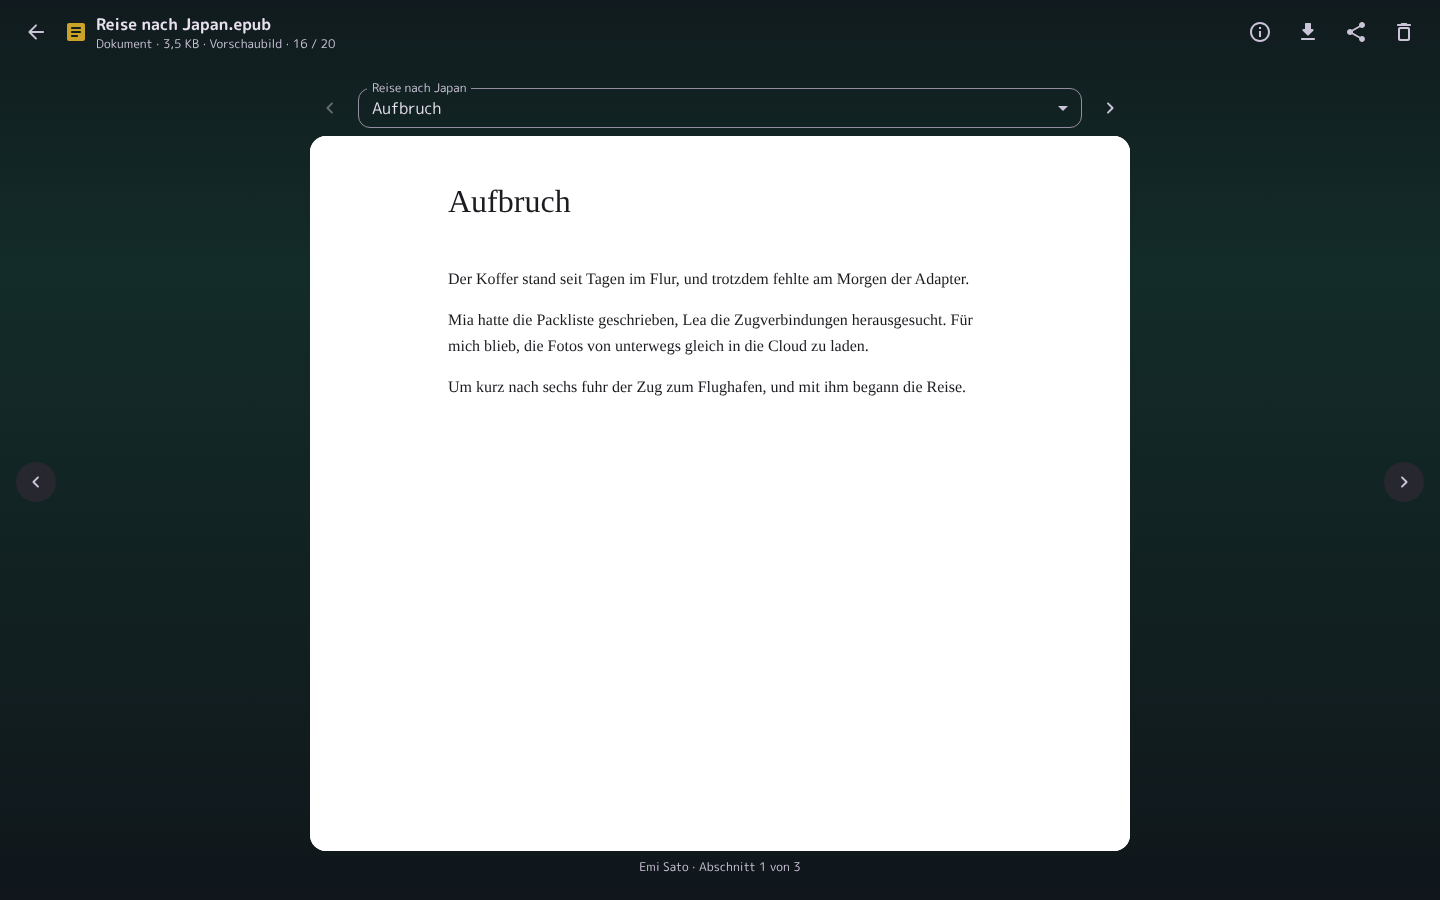 Reise nach Japan.epub
Dokument · 3,5 KB · Vorschaubild · 16 / 20
Reise nach Japan
Aufbruch
Aufbruch
Der Koffer stand seit Tagen im Flur, und trotzdem fehlte am Morgen der Adapter.
Mia hatte die Packliste geschrieben, Lea die Zugverbindungen herausgesucht. Für
mich blieb, die Fotos von unterwegs gleich in die Cloud zu laden.
Um kurz nach sechs fuhr der Zug zum Flughafen, und mit ihm begann die Reise.
Emi Sato · Abschnitt 1 von 3